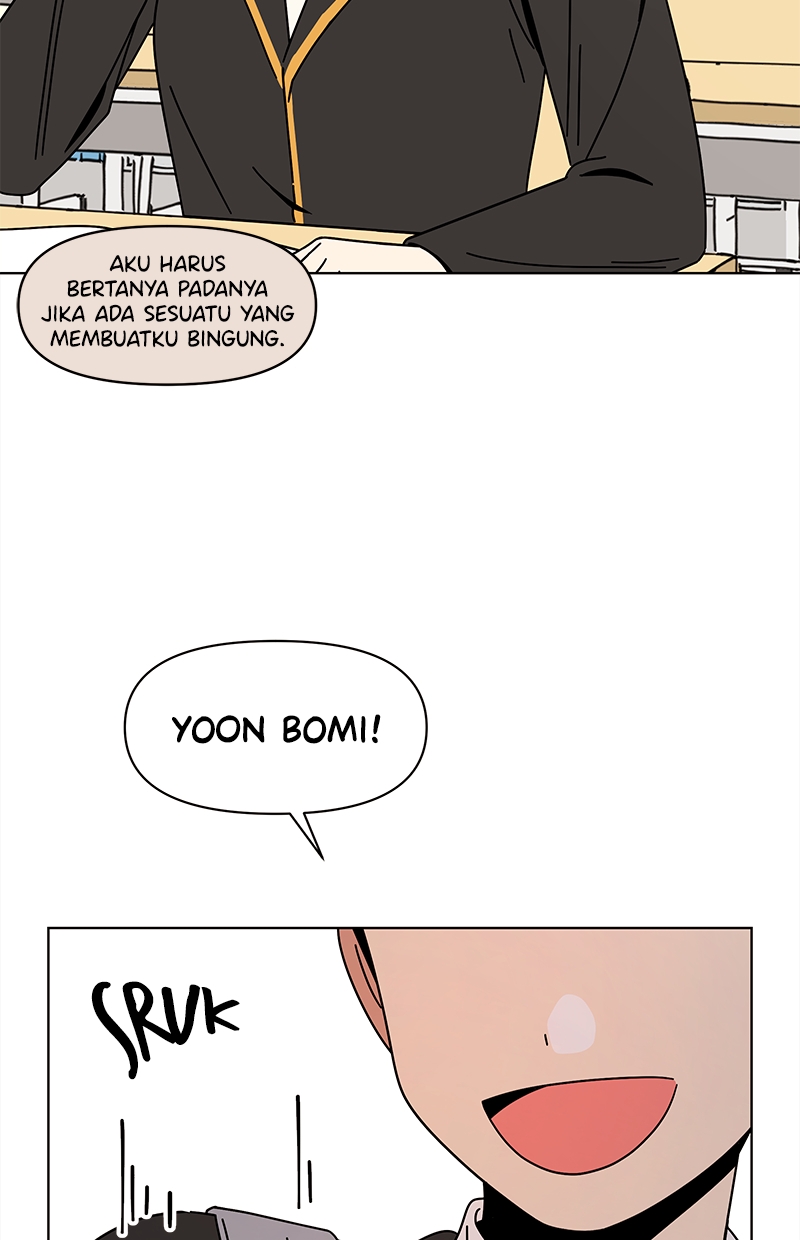 AKU HARUS
BERTANYA PADANYA
JIKA ADA SESUATU YANG
MEMBUATKU BINGUNG.
YOON BOMI!
SRUK